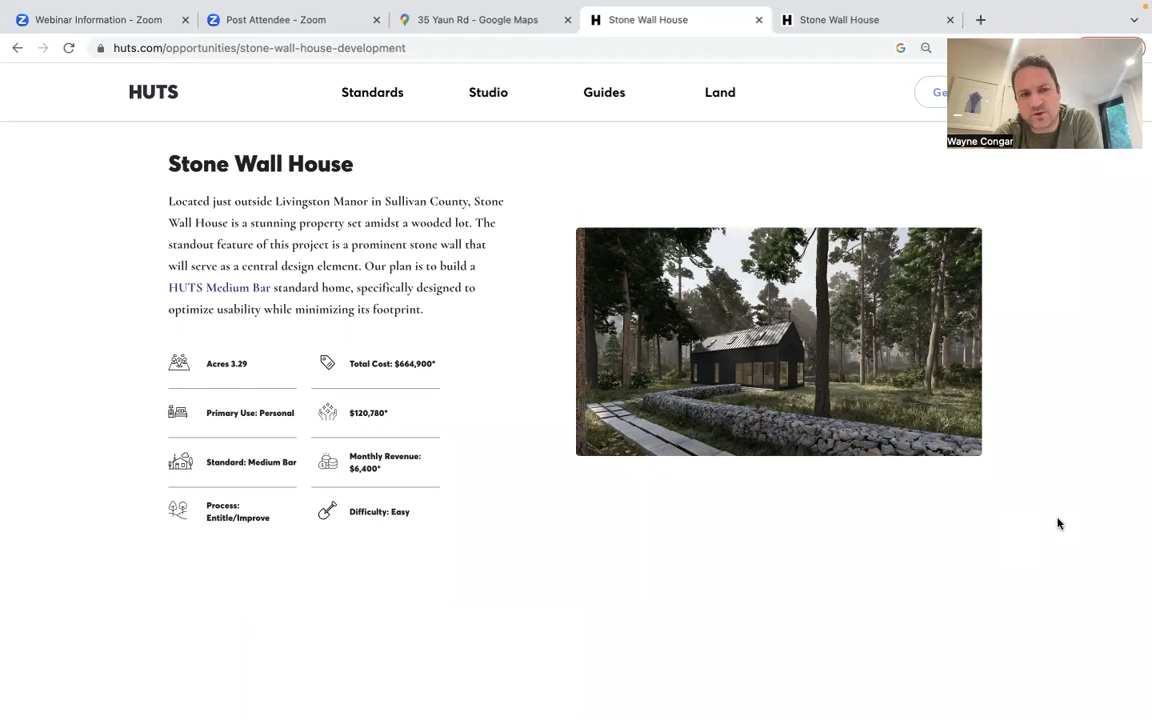 Webinar Information - Zoom
Post Attendee - Zoom
35 Yaun Rd - Google Maps
Stone Wall House
Stone Wall House
huts.com/opportunities/stone-wall-house-development
HUTS
Standards
Studio
Guides
Land
Ge
Wayne Congar
Stone Wall House
Located just outside Livingston Manor in Sullivan County, Stone
Wall House is a stunning property set amidst a wooded lot. The
standout feature of this project is a prominent stone wall that
will serve as a central design element. Our plan is to build a
HUTS Medium Bar standard home, specifically designed to
optimize usability while minimizing its footprint.
Acres 3.29
Total Cost: $664,900*
Primary Use: Personal
$120,780*
Standard: Medium Bar
Monthly Revenue:
$6,400*
Process:
Entitle/Improve
Difficulty: Easy